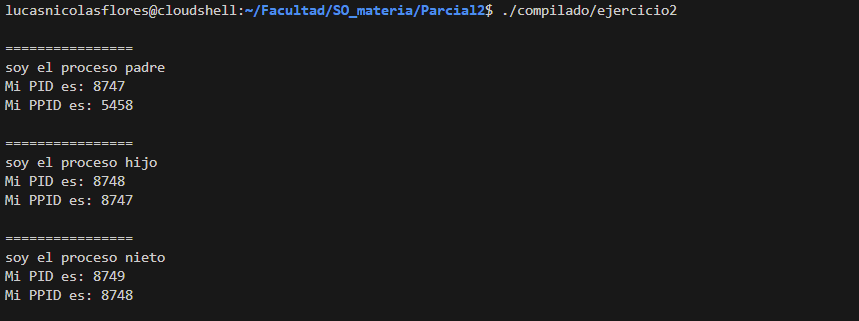 lucasnicolasflores@cloudshell:~/Facultad/SO_materia/Parcial2$ ./compilado/ejercicio2
================
soy el proceso padre
Mi PID es: 8747
Mi PPID es: 5458
================
soy el proceso hijo
Mi PID es: 8748
Mi PPID es: 8747
================
soy el proceso nieto
Mi PID es: 8749
Mi PPID es: 8748